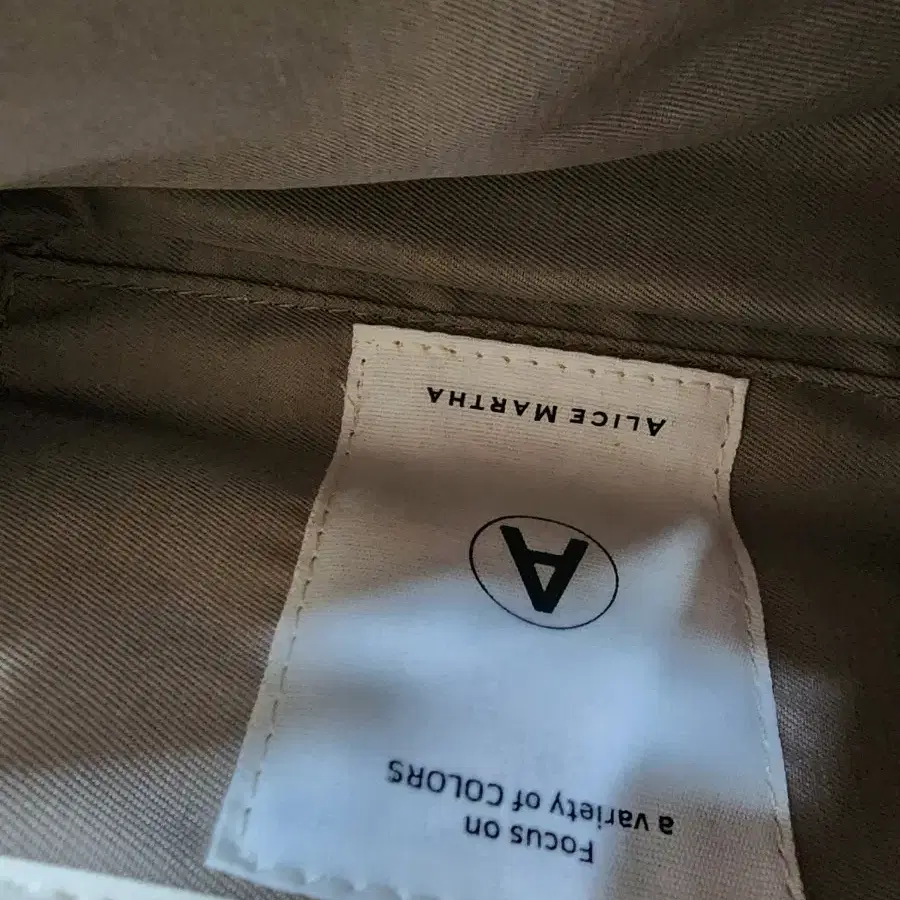 Focus on
a variety of COLORS
A
ALICE MARTHA